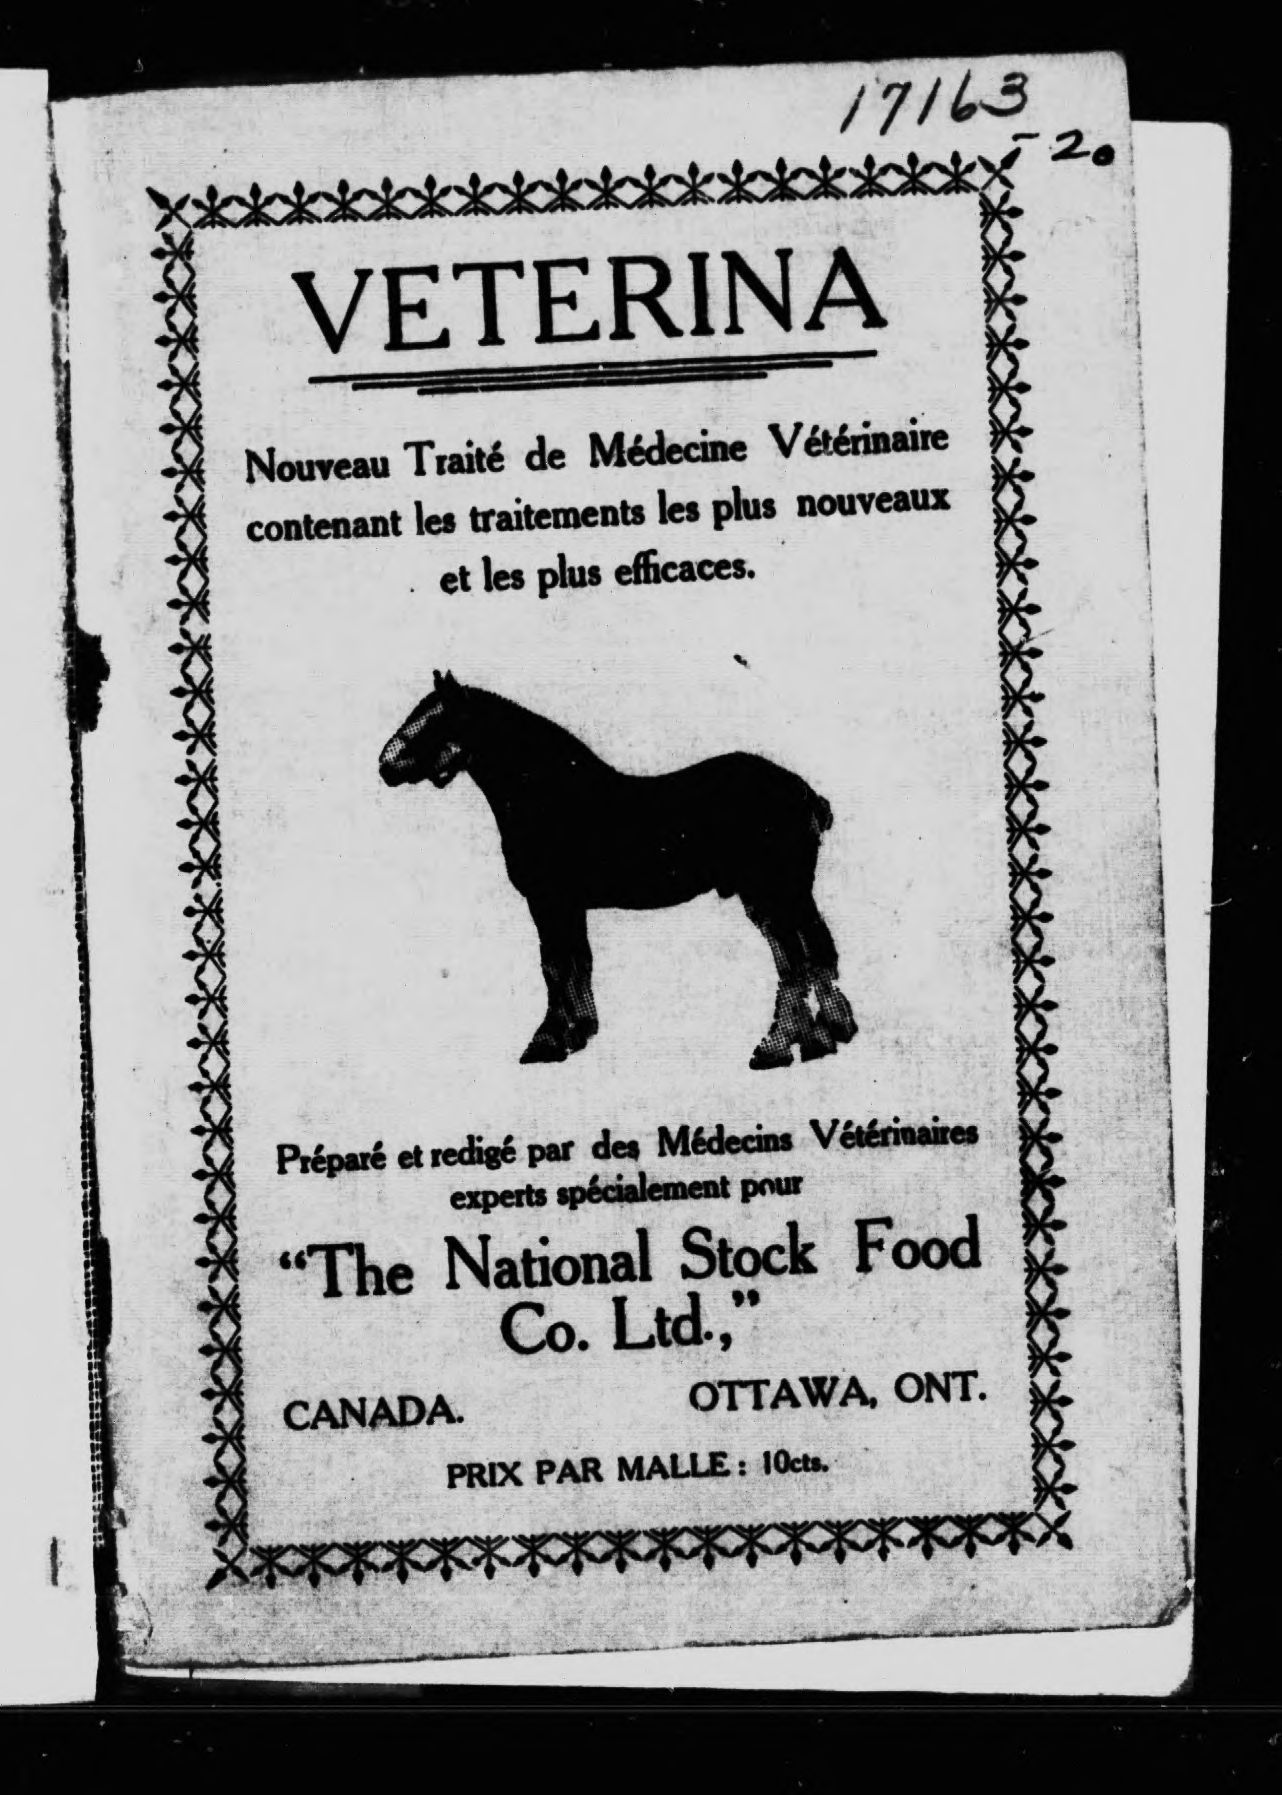 17163
-20
VETERINA
Nouveau Traité de Médecine Vétérinaire
contenant les traitements les plus nouveaux
et les plus efficaces.
Préparé et redigé par des Médecins Vétérinaires
experts spécialement pour
“The National Stock Food
Co. Ltd.,”
CANADA. OTTAWA, ONT.
PRIX PAR MALLE: 10cts.